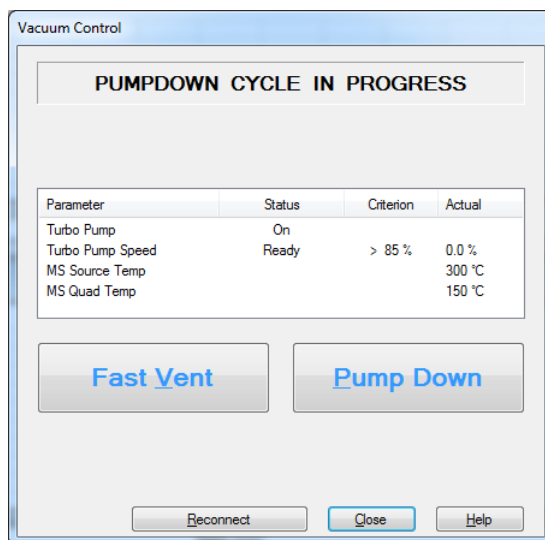 Vacuum Control
PUMPDOWN CYCLE IN PROGRESS
Parameter Status Criterion Actual
Turbo Pump On
Turbo Pump Speed Ready > 85 % 0.0 %
MS Source Temp 300 °C
MS Quad Temp 150 °C
Fast Vent Pump Down
Reconnect Close Help